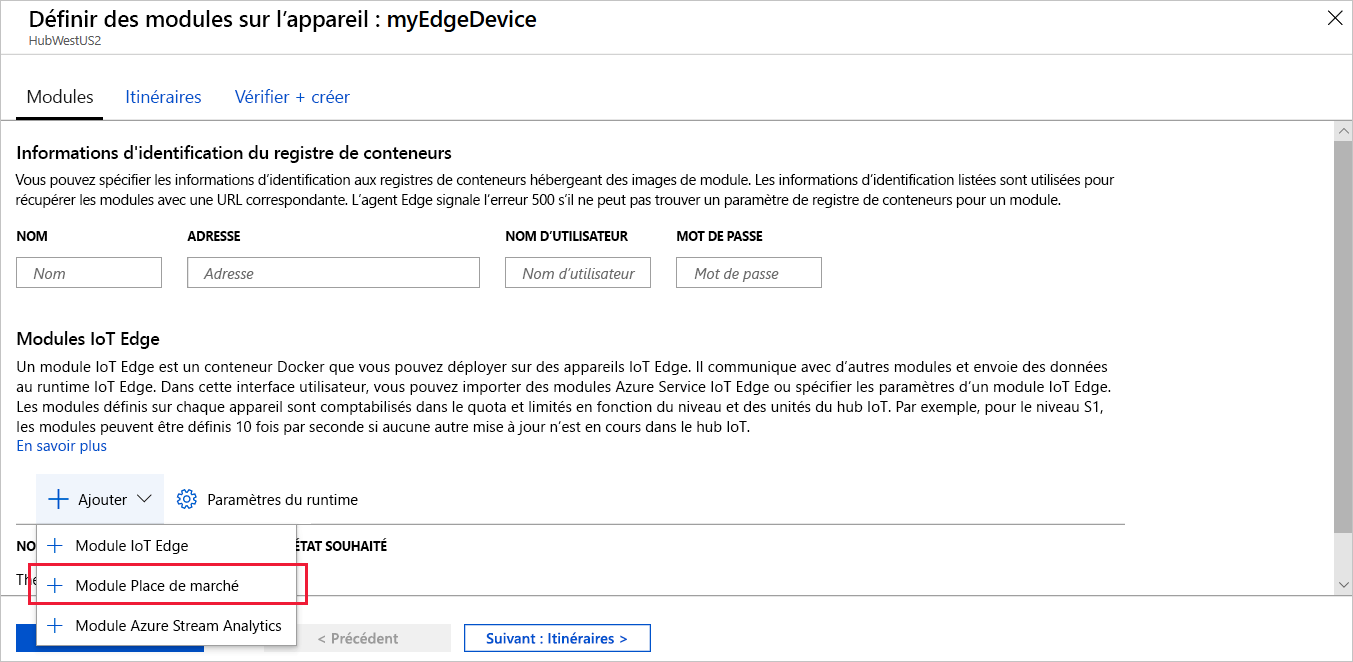 Définir des modules sur l’appareil : myEdgeDevice
HubWestUS2
Modules Itinéraires Vérifier + créer
Informations d'identification du registre de conteneurs
Vous pouvez spécifier les informations d’identification aux registres de conteneurs hébergeant des images de module. Les informations d’identification listées sont utilisées pour
récupérer les modules avec une URL correspondante. L’agent Edge signale l’erreur 500 s’il ne peut pas trouver un paramètre de registre de conteneurs pour un module.
NOM ADRESSE NOM D’UTILISATEUR MOT DE PASSE
Nom Adresse Nom d’utilisateur Mot de passe
Modules IoT Edge
Un module IoT Edge est un conteneur Docker que vous pouvez déployer sur des appareils IoT Edge. Il communique avec d’autres modules et envoie des données
au runtime IoT Edge. Dans cette interface utilisateur, vous pouvez importer des modules Azure Service IoT Edge ou spécifier les paramètres d’un module IoT Edge.
Les modules définis sur chaque appareil sont comptabilisés dans le quota et limités en fonction du niveau et des unités du hub IoT. Par exemple, pour le niveau S1,
les modules peuvent être définis 10 fois par seconde si aucune autre mise à jour n’est en cours dans le hub IoT.
En savoir plus
Ajouter Paramètres du runtime
Module IoT Edge ÉTAT SOUHAITÉ
Module Place de marché
Module Azure Stream Analytics
< Précédent Suivant : Itinéraires >